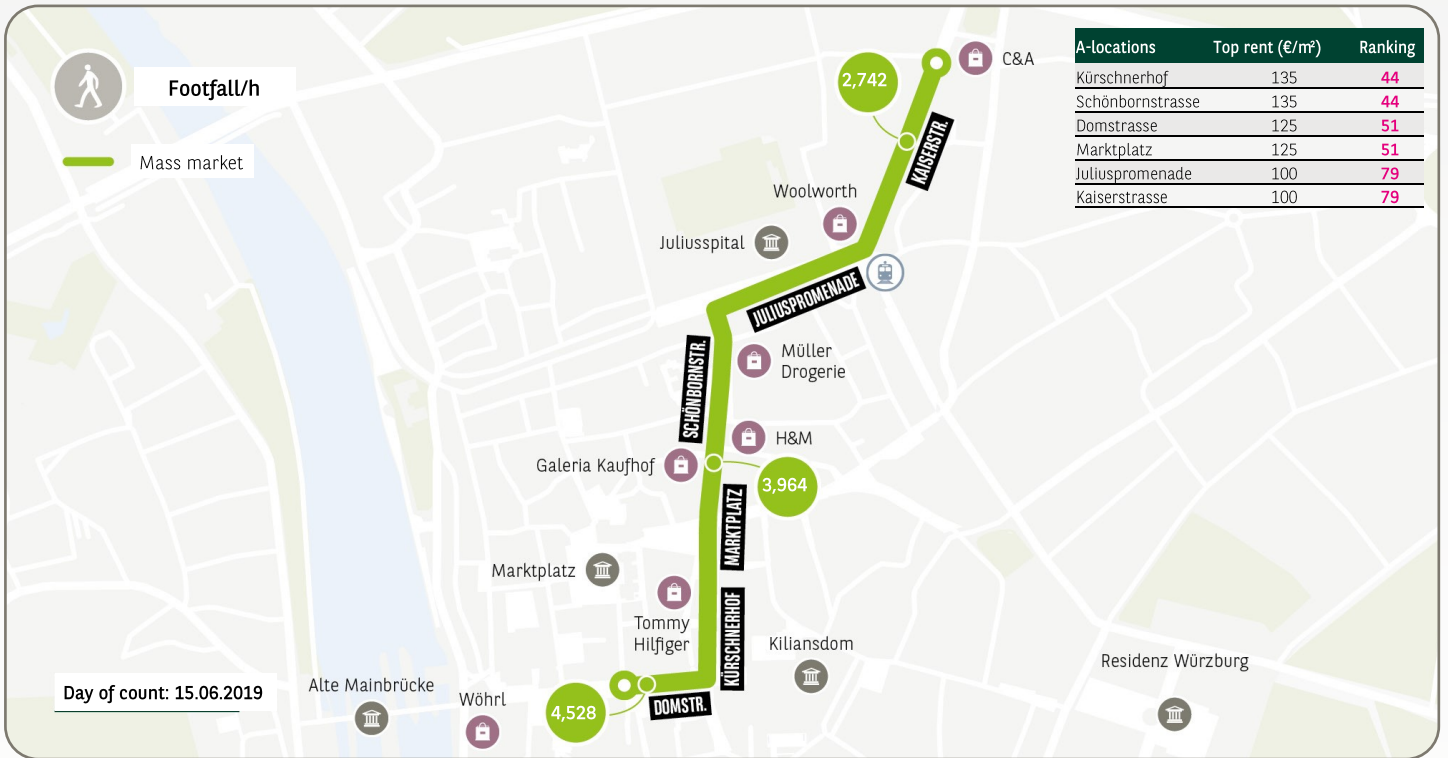 Footfall/h
Mass market
A-locations Top rent (€/m²) Ranking
Kürschnerhof 135 44
Schönbornstrasse 135 44
Domstrasse 125 51
Marktplatz 125 51
Juliuspromenade 100 79
Kaiserstrasse 100 79
C&A
2,742
KAISERSTR.
Woolworth
Juliusspital
JULIUSPROMENADE
Müller
Drogerie
SCHÖNBORNSTR.
H&M
Galeria Kaufhof
3,964
MARKTPLATZ
Marktplatz
Tommy
Hilfiger
KÜRSCHNERHOF
Kiliansdom
Residenz Würzburg
Day of count: 15.06.2019
Alte Mainbrücke
Wöhrl
4,528
DOMSTR.